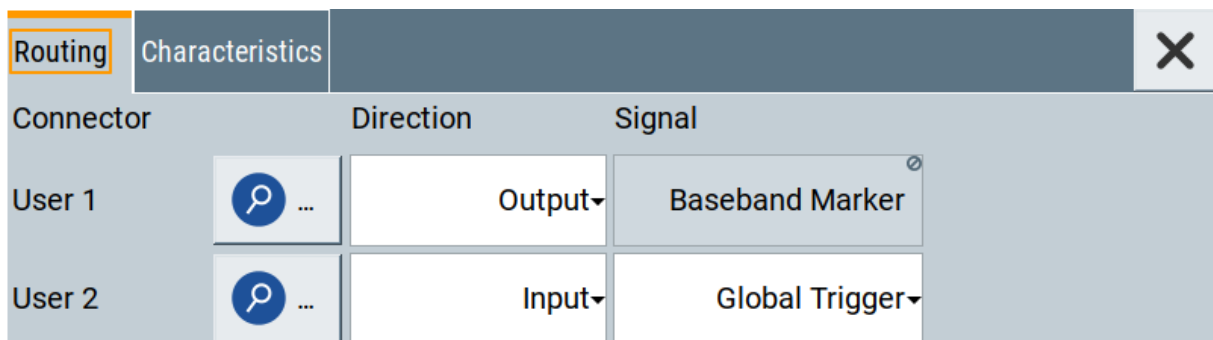 Routing Characteristics
Connector Direction Signal
User 1 ... Output Baseband Marker
User 2 ... Input Global Trigger